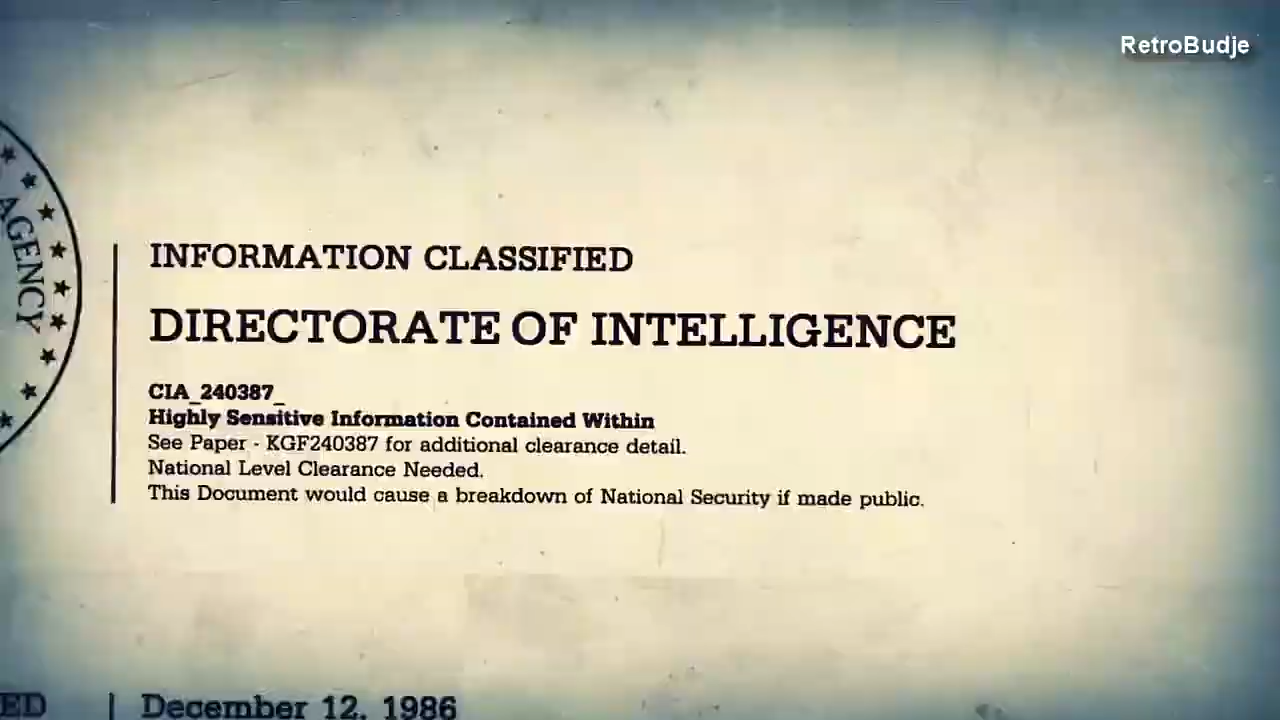 RetroBudje
AGENCY
INFORMATION CLASSIFIED
DIRECTORATE OF INTELLIGENCE
CIA_240387_
Highly Sensitive Information Contained Within
See Paper - KGF240387 for additional clearance detail.
National Level Clearance Needed.
This Document would cause a breakdown of National Security if made public.
ED | December 12, 1986